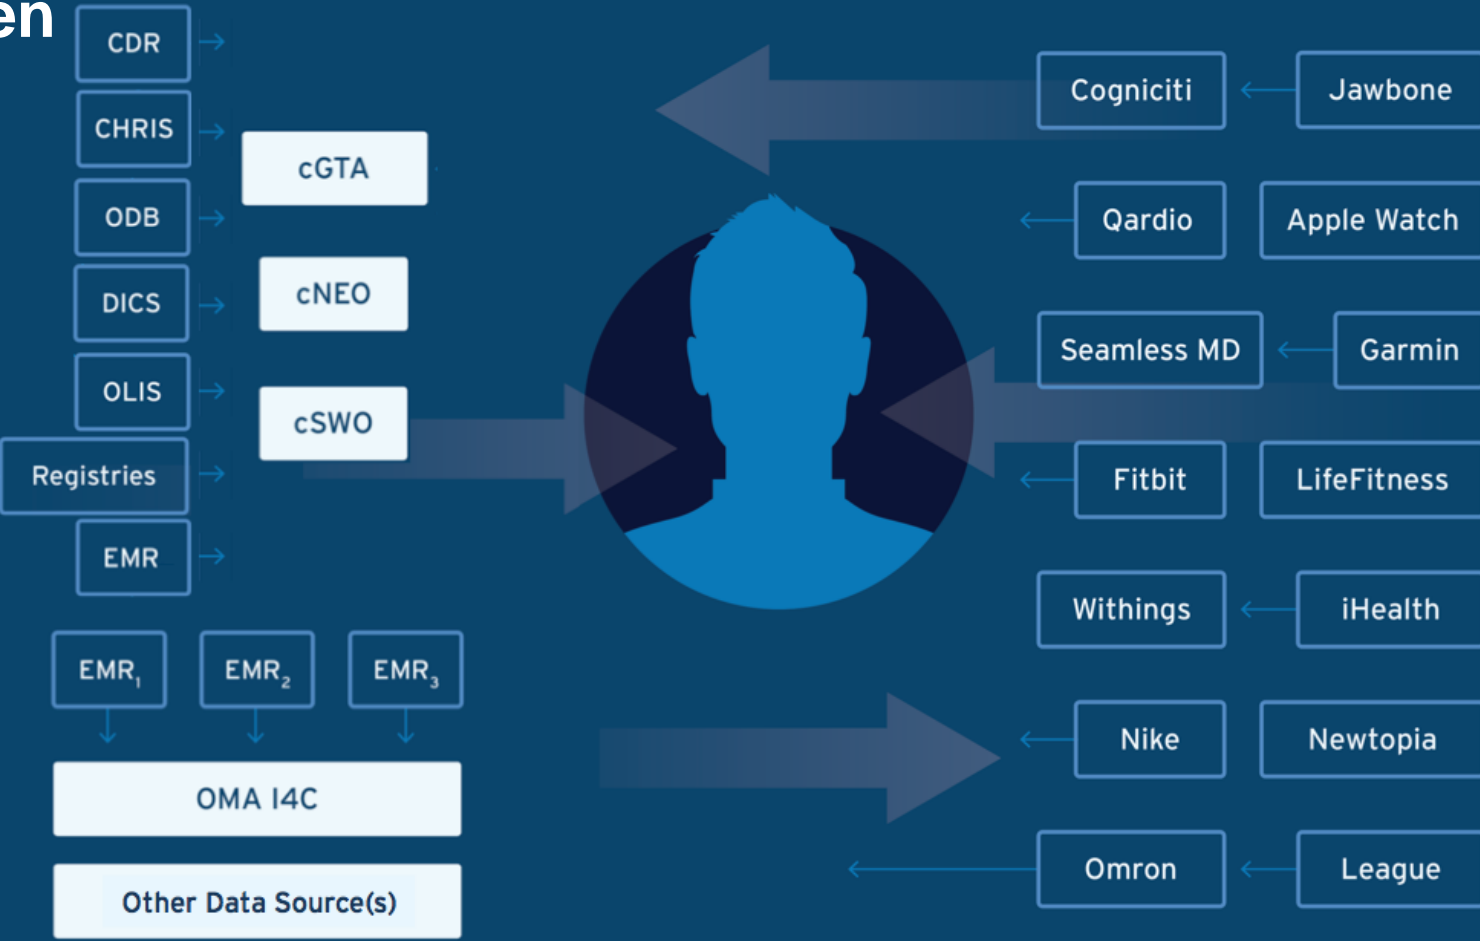 en
CDR
CHRIS
ODB
DICS
OLIS
Registries
EMR
cGTA
cNEO
cSWO
EMR₁
EMR₂
EMR₃
OMA I4C
Other Data Source(s)
Cogniciti
Jawbone
Qardio
Apple Watch
Seamless MD
Garmin
Fitbit
LifeFitness
Withings
iHealth
Nike
Newtopia
Omron
League